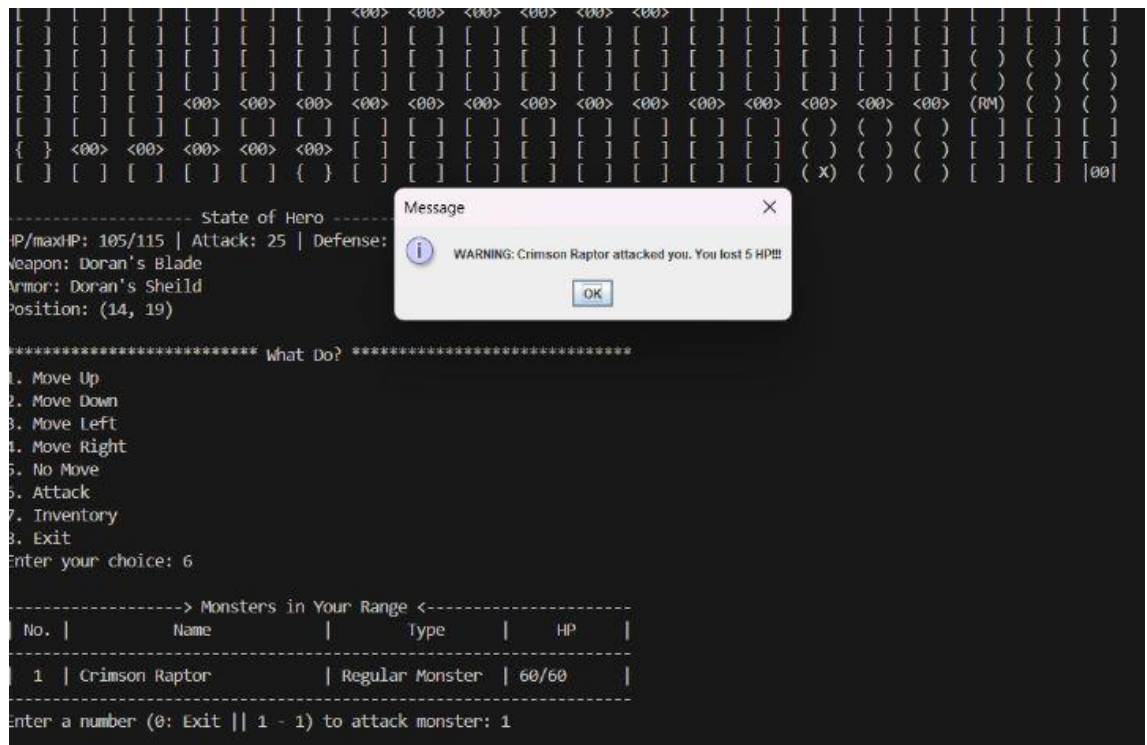 [ ] [ ] [ ] [ ] [ ] [ ] <00> <00> <00> <00> <00> <00> [ ] [ ] [ ] [ ] [ ] [ ] [ ] [ ]
[ ] [ ] [ ] [ ] [ ] [ ] [ ] [ ] [ ] [ ] [ ] [ ] [ ] [ ] [ ] [ ] [ ] [ ] [ ] [ ]
[ ] [ ] [ ] [ ] [ ] [ ] [ ] [ ] [ ] [ ] [ ] [ ] [ ] [ ] [ ] [ ] [ ] ( ) ( ) ( )
[ ] [ ] [ ] [ ] [ ] [ ] [ ] [ ] [ ] [ ] [ ] [ ] [ ] [ ] [ ] [ ] [ ] ( ) ( ) ( )
[ ] [ ] [ ] <00> <00> <00> <00> <00> <00> <00> <00> <00> <00> <00> <00> <00> <00> (RM) ( ) ( )
[ ] [ ] [ ] [ ] [ ] [ ] [ ] [ ] [ ] [ ] [ ] [ ] [ ] [ ] ( ) ( ) ( ) [ ] [ ] [ ]
{ } <00> <00> <00> <00> <00> [ ] [ ] [ ] [ ] [ ] [ ] [ ] [ ] ( ) ( ) ( ) [ ] [ ] [ ]
[ ] [ ] [ ] [ ] [ ] { } [ ] [ ] [ ] [ ] [ ] [ ] [ ] [ ] ( X) ( ) ( ) [ ] [ ] |00|
-------------------- State of Hero -------
HP/maxHP: 105/115 | Attack: 25 | Defense:
Weapon: Doran's Blade
Armor: Doran's Sheild
Position: (14, 19)
Message
WARNING: Crimson Raptor attacked you. You lost 5 HP!!!
OK
*************************** What Do? ******************************
1. Move Up
2. Move Down
3. Move Left
4. Move Right
5. No Move
6. Attack
7. Inventory
8. Exit
Enter your choice: 6
-------------------> Monsters in Your Range <----------------------
| No. | Name | Type | HP |
| 1 | Crimson Raptor | Regular Monster | 60/60 |
Enter a number (0: Exit || 1 - 1) to attack monster: 1